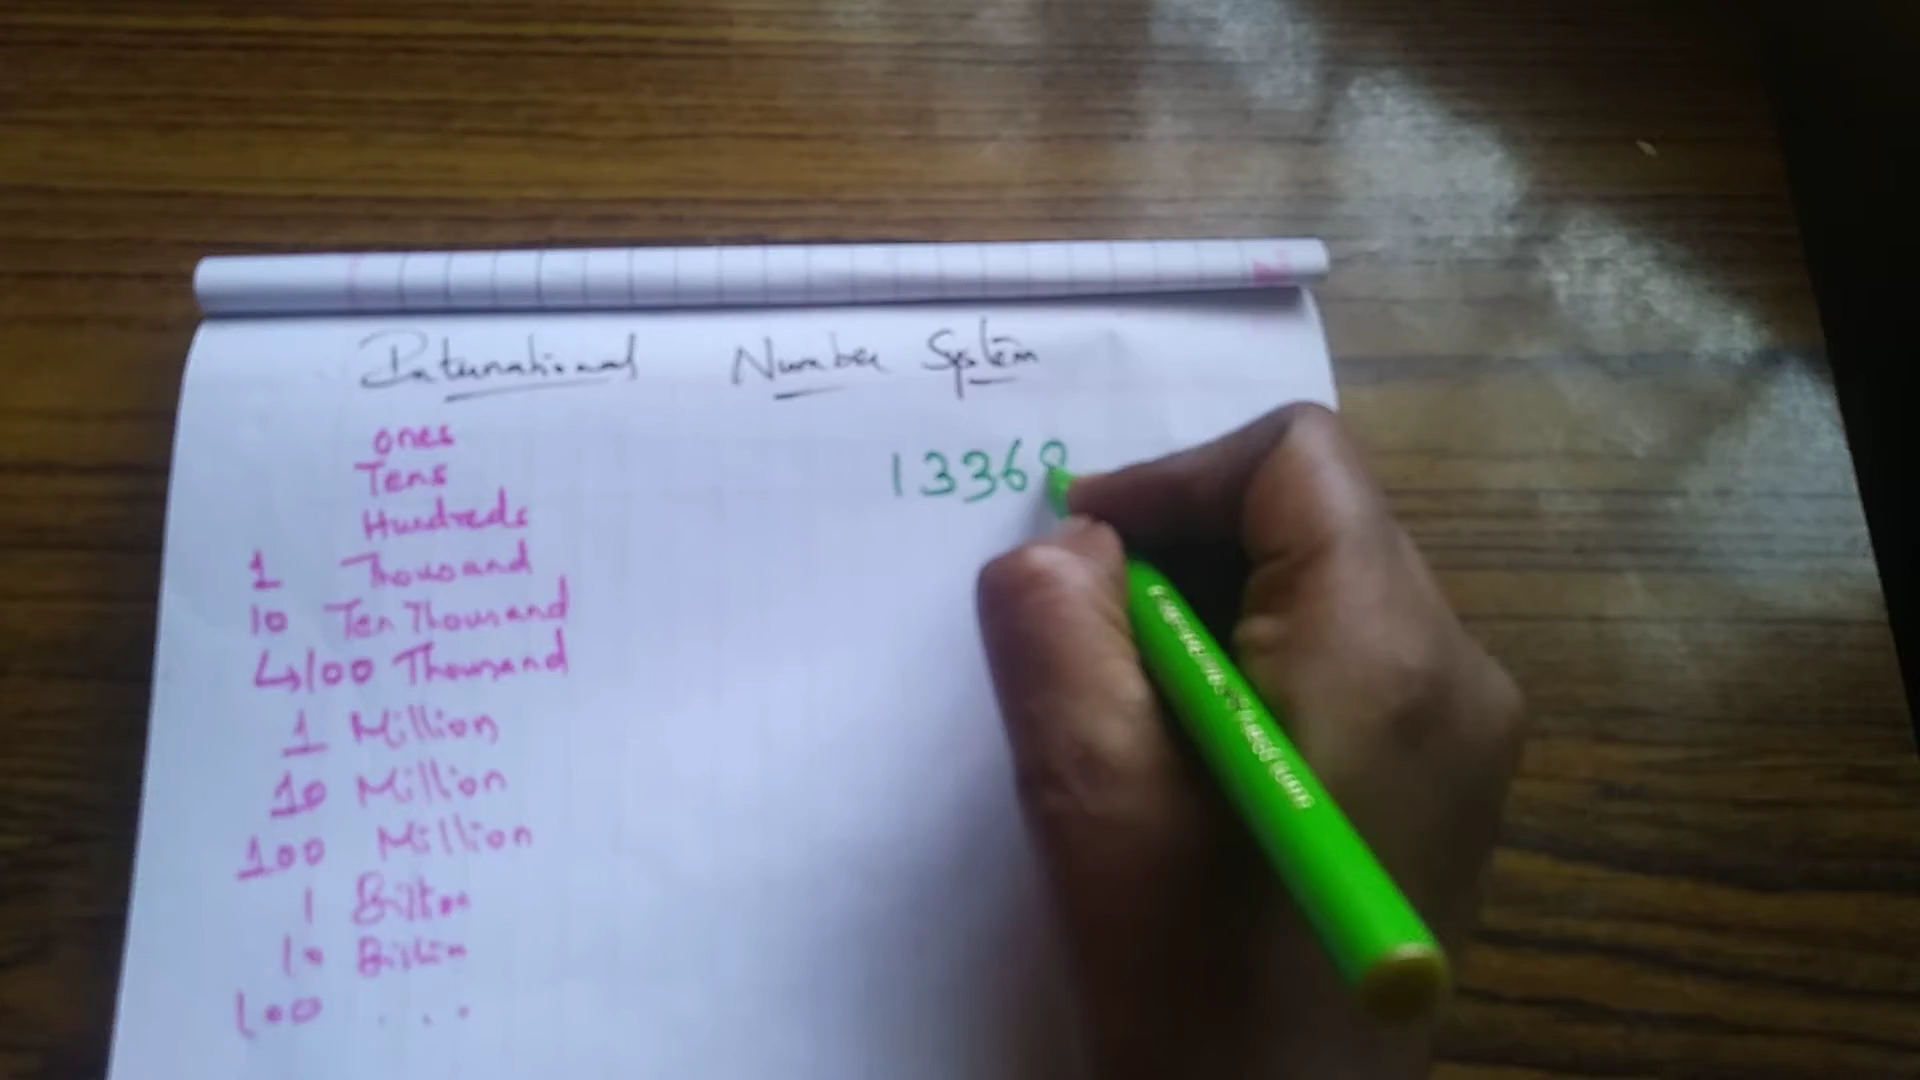 International Number System
ones
Tens
Hundreds
1 Thousand
10 Ten Thousand
↳100 Thousand
1 Million
10 Million
100 Million
1 Billion
10 Billion
100 ...
1336